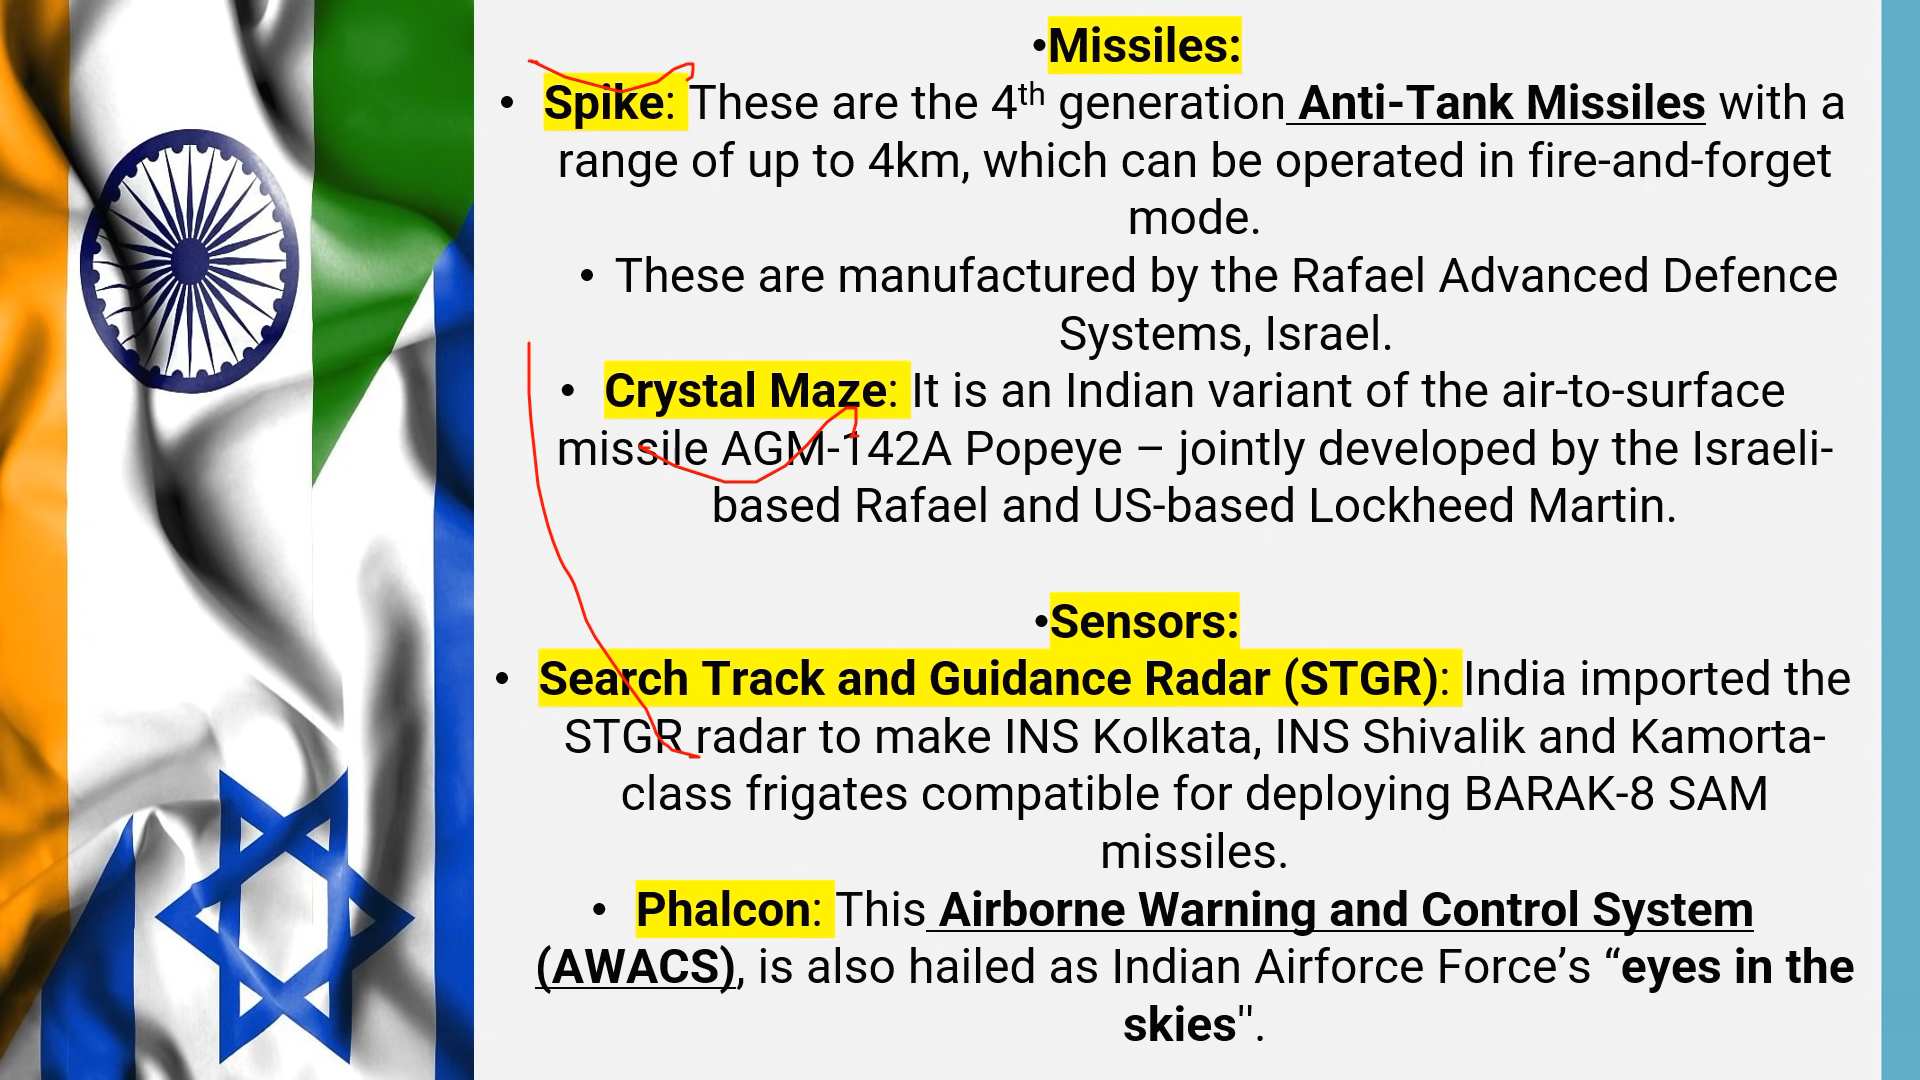 •Missiles:
• Spike: These are the 4th generation Anti-Tank Missiles with a
range of up to 4km, which can be operated in fire-and-forget
mode.
• These are manufactured by the Rafael Advanced Defence
Systems, Israel.
• Crystal Maze: It is an Indian variant of the air-to-surface
missile AGM-142A Popeye – jointly developed by the Israeli-
based Rafael and US-based Lockheed Martin.
•Sensors:
• Search Track and Guidance Radar (STGR): India imported the
STGR radar to make INS Kolkata, INS Shivalik and Kamorta-
class frigates compatible for deploying BARAK-8 SAM
missiles.
• Phalcon: This Airborne Warning and Control System
(AWACS), is also hailed as Indian Airforce Force’s “eyes in the
skies".